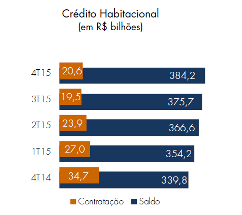 Crédito Habitacional
(em R$ bilhões)
4T15 20,6 384,2
3T15 19,5 375,7
2T15 23,9 366,6
1T15 27,0 354,2
4T14 34,7 339,8
Contratação Saldo